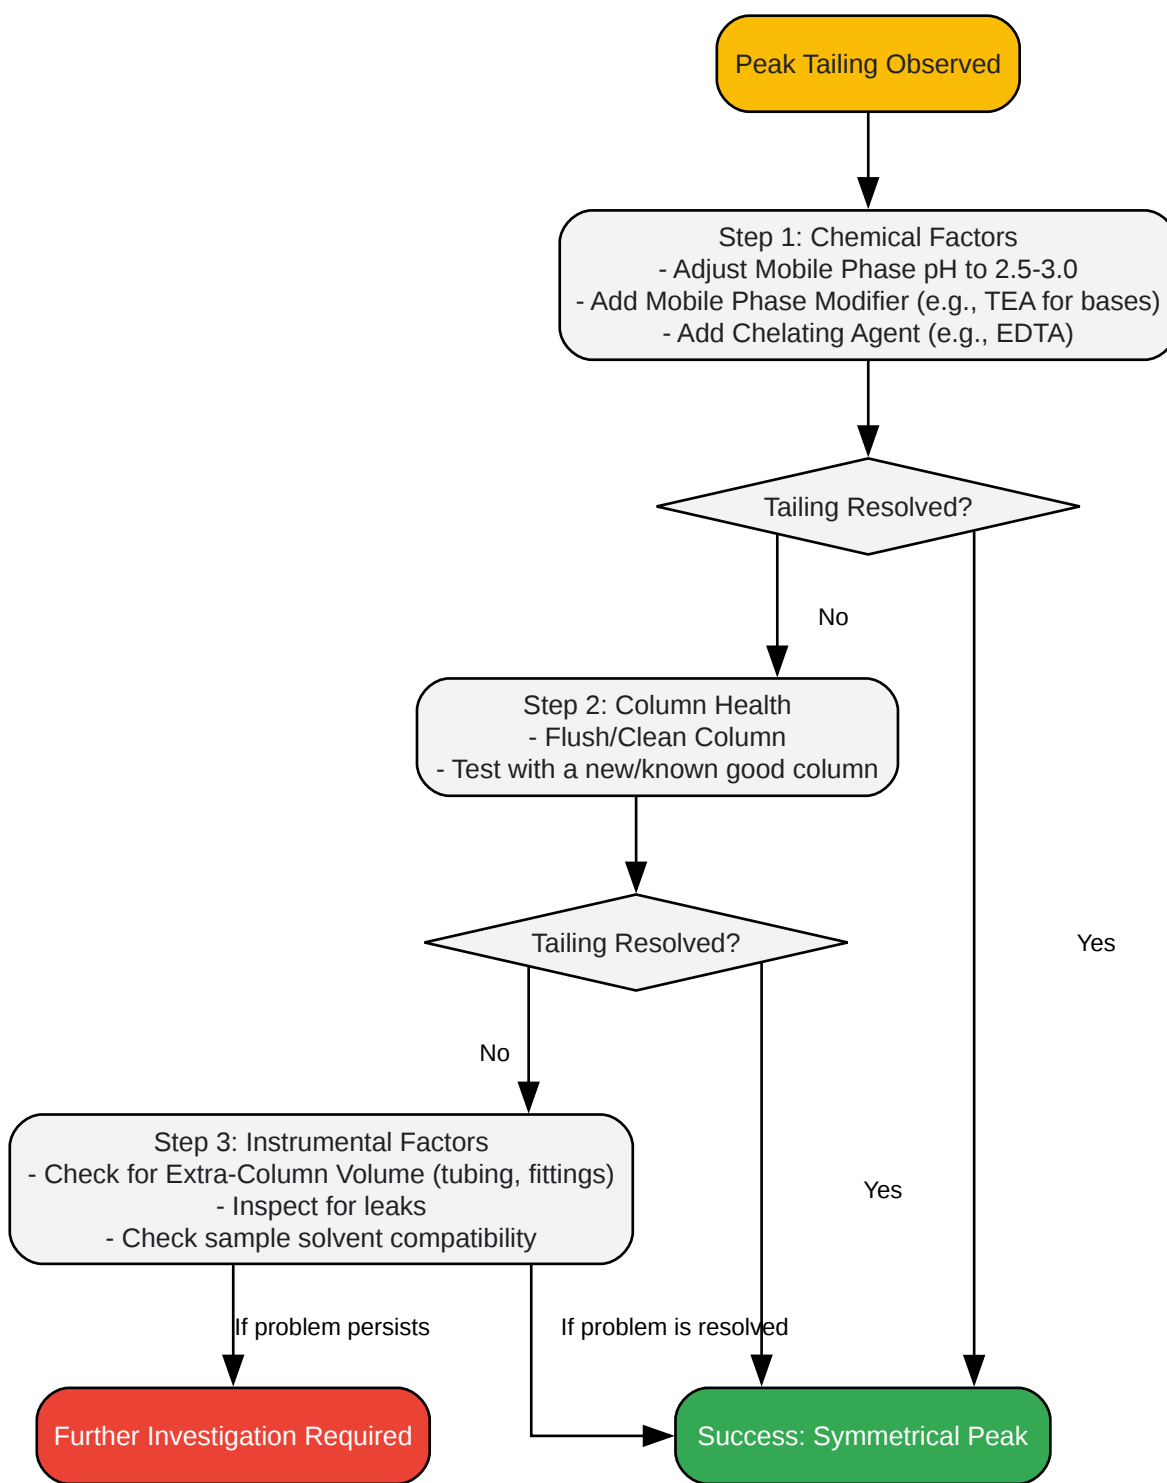 Peak Tailing Observed
Step 1: Chemical Factors
- Adjust Mobile Phase pH to 2.5-3.0
- Add Mobile Phase Modifier (e.g., TEA for bases)
- Add Chelating Agent (e.g., EDTA)
Tailing Resolved?
No
Step 2: Column Health
- Flush/Clean Column
- Test with a new/known good column
Tailing Resolved?
Yes
No
Step 3: Instrumental Factors
- Check for Extra-Column Volume (tubing, fittings)
- Inspect for leaks
- Check sample solvent compatibility
Yes
If problem persists
If problem is resolved
Further Investigation Required
Success: Symmetrical Peak